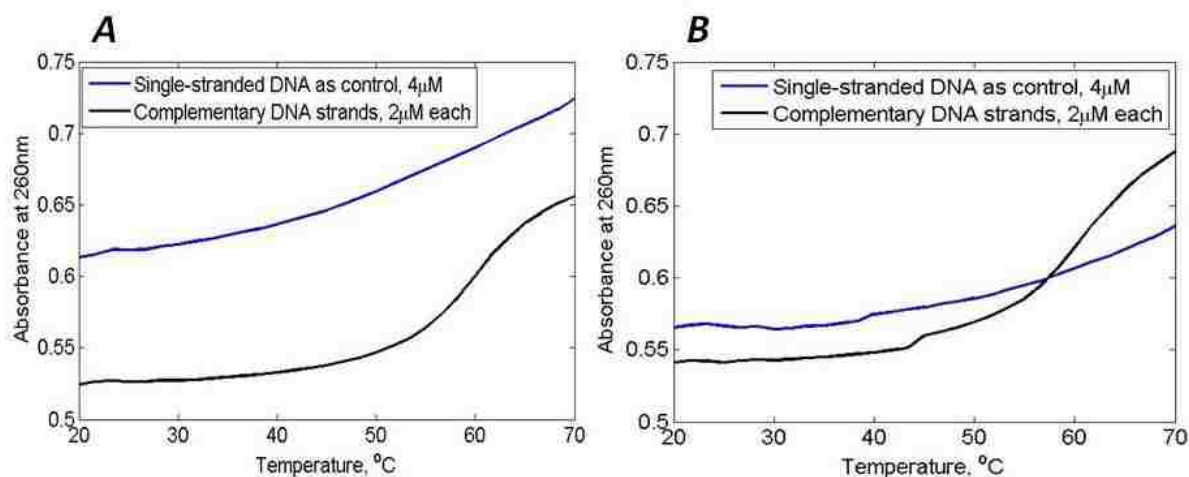 A
0.75
0.7
0.65
0.6
0.55
0.5
20
30
40
50
60
70
Absorbance at 260nm
Temperature, °C
Single-stranded DNA as control, 4μM
Complementary DNA strands, 2μM each
B
0.75
0.7
0.65
0.6
0.55
0.5
20
30
40
50
60
70
Absorbance at 260nm
Temperature, °C
Single-stranded DNA as control, 4μM
Complementary DNA strands, 2μM each